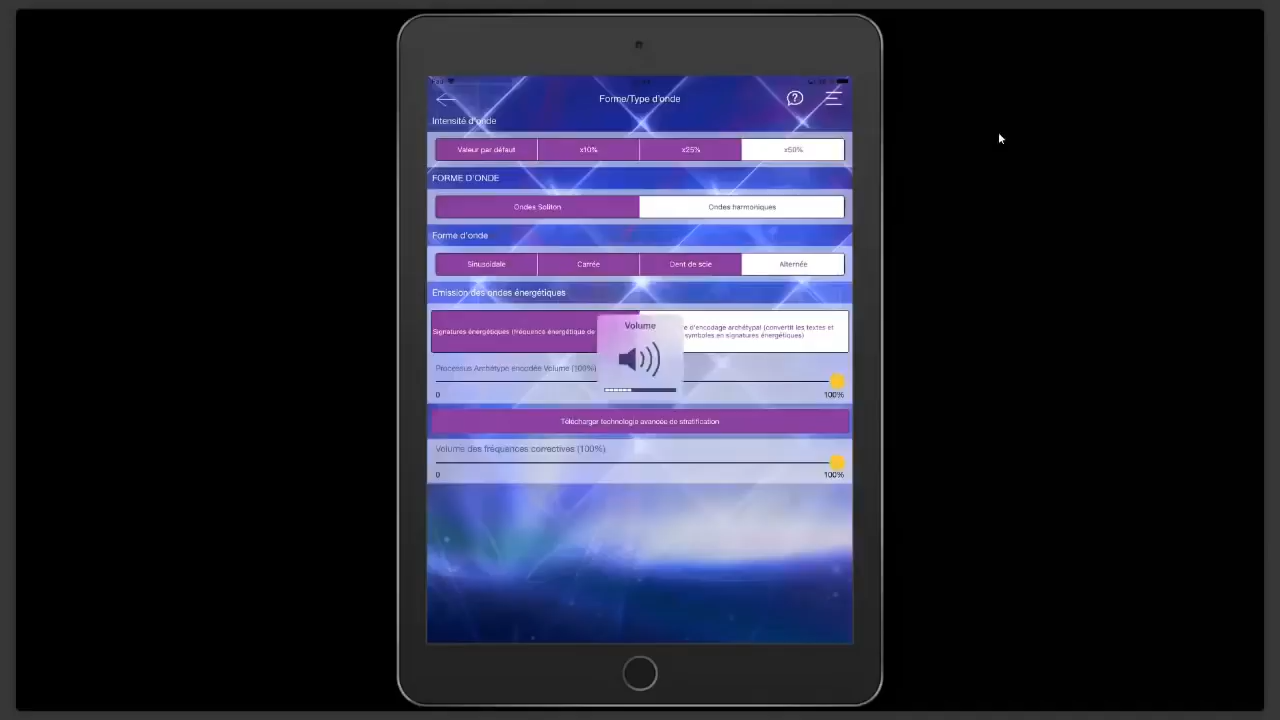 Forme/Type d'onde
Intensité d'onde
Valeur par défaut
x10%
x25%
x50%
FORME D'ONDE
Ondes Soliton
Ondes harmoniques
Forme d'onde
Sinusoïdale
Carrée
Dent de scie
Alternée
Emission des ondes énergétiques
Signatures énergétiques (fréquence énergétique de
e d'encodage archétypal (convertit les textes et
symboles en signatures énergétiques)
Volume
Processus Archétype encodée Volume (100%)
0
100%
Télécharger technologie avancée de stratification
Volume des fréquences correctives (100%)
0
100%